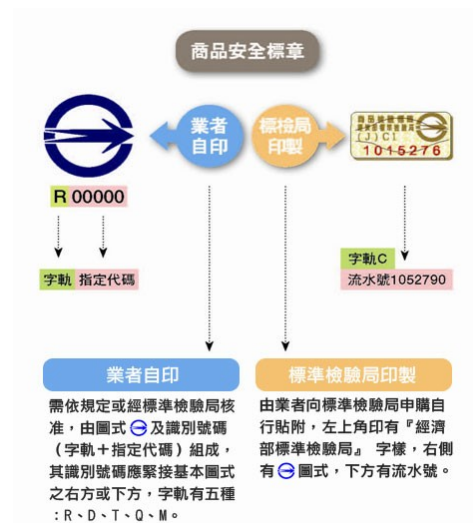 商品安全標章
業者
自印
標檢局
印製
(J)C1
1015276
R 00000
字軌 指定代碼
字軌C
流水號1052790
業者自印
需依規定或經標準檢驗局核
准,由圖式及識別號碼
(字軌+指定代碼)組成,
其識別號碼應緊接基本圖式
之右方或下方,字軌有五種
:R、D、T、Q、M。
標準檢驗局印製
由業者向標準檢驗局申購自
行貼附,左上角印有『經濟
部標準檢驗局』 字樣,右側
有圖式,下方有流水號。